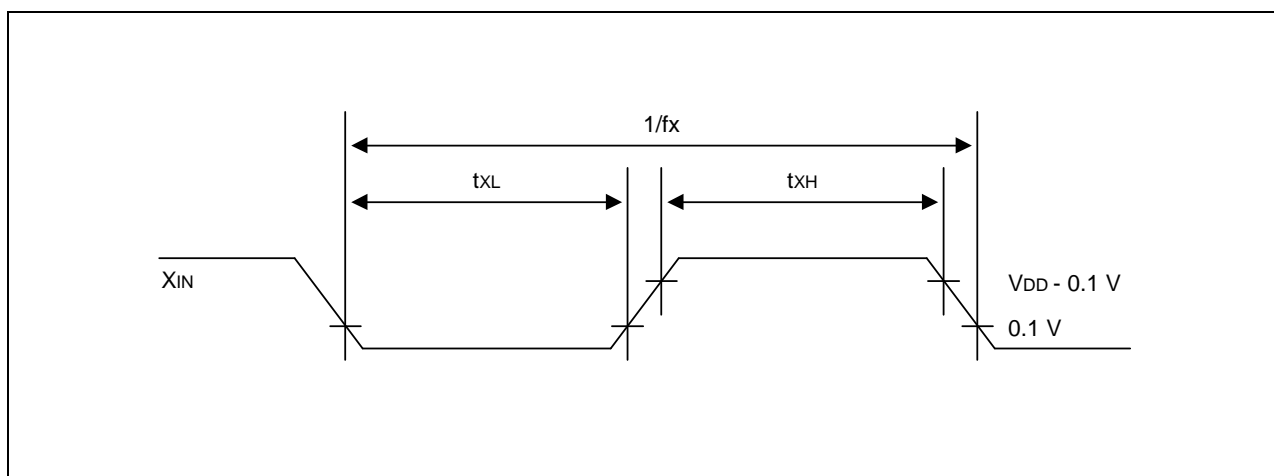 1/fx
tXL
tXH
XIN
VDD - 0.1 V
0.1 V